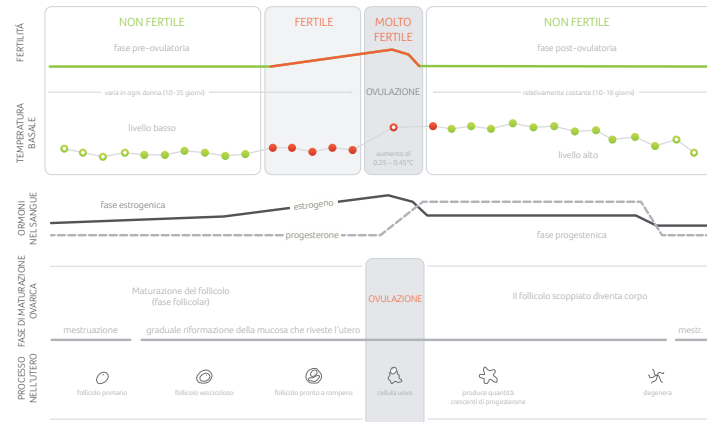 FERTILITÁ
NON FERTILE
FERTILE
MOLTO
FERTILE
NON FERTILE
fase pre-ovulatoria
fase post-ovulatoria
TEMPERATURA
BASALE
varia in ogni donna (10-35 giorni)
OVULAZIONE
relativamente costante (10-16 giorni)
livello basso
aumento di
0.25 – 0.45°C
livello alto
ORMONI
NEL SANGUE
fase estrogenica
estrogeno
progesterone
fase progestenica
FASE DI MATURAZIONE
OVARICA
Maturazione del follicolo
(fase follicolar)
OVULAZIONE
Il follicolo scoppiato diventa corpo
mestruazione
graduale riformazione della mucosa che riveste l'utero
mestr.
PROCESSO
NELL'UTERO
follicolo primario
follicolo vescicoloso
follicolo pronto a rompersi
cellula uovo
produce quantità
crescenti di progesterone
degenera